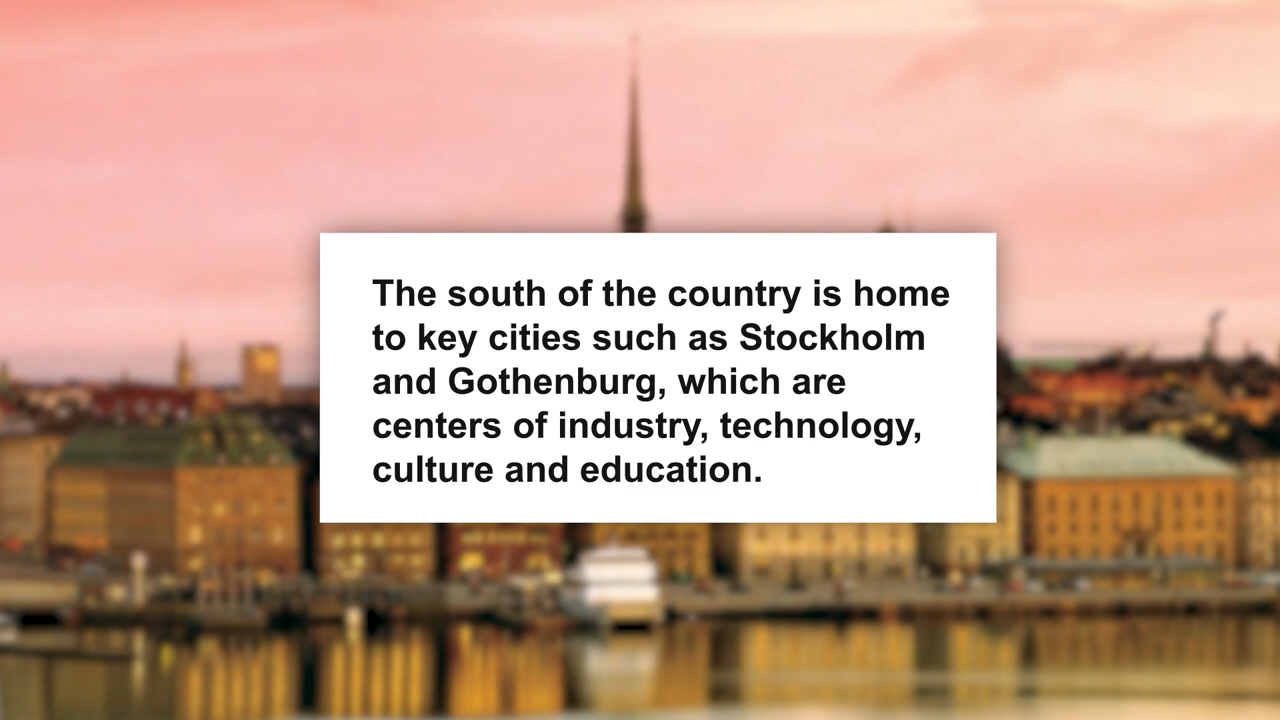 The south of the country is home
to key cities such as Stockholm
and Gothenburg, which are
centers of industry, technology,
culture and education.